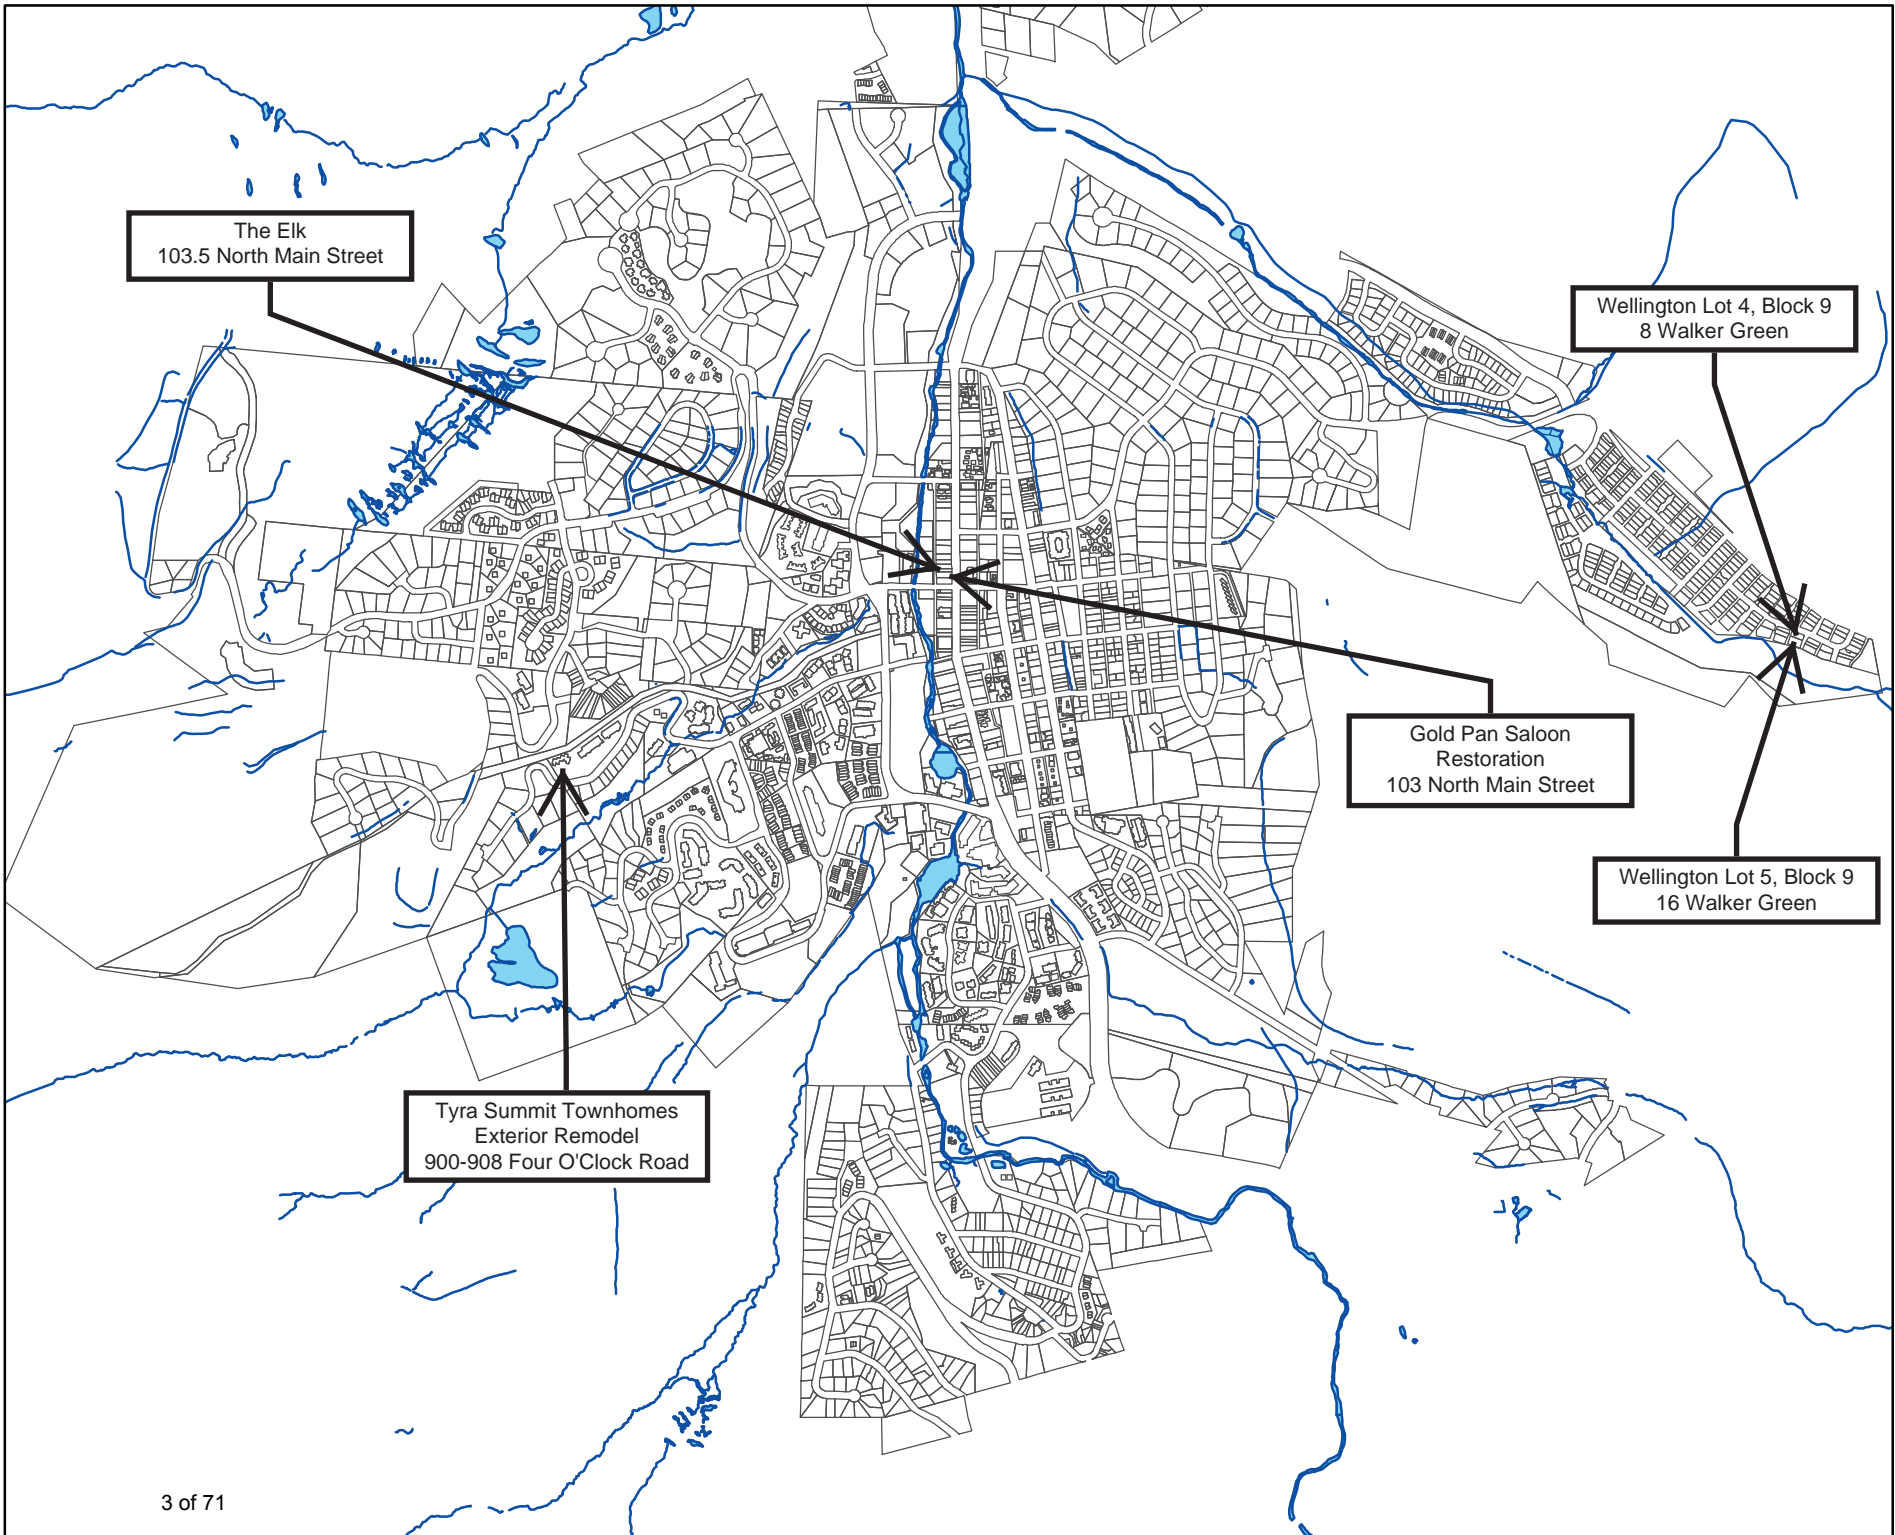 The Elk
103.5 North Main Street
Wellington Lot 4, Block 9
8 Walker Green
Gold Pan Saloon
Restoration
103 North Main Street
Wellington Lot 5, Block 9
16 Walker Green
Tyra Summit Townhomes
Exterior Remodel
900-908 Four O'Clock Road
3 of 71